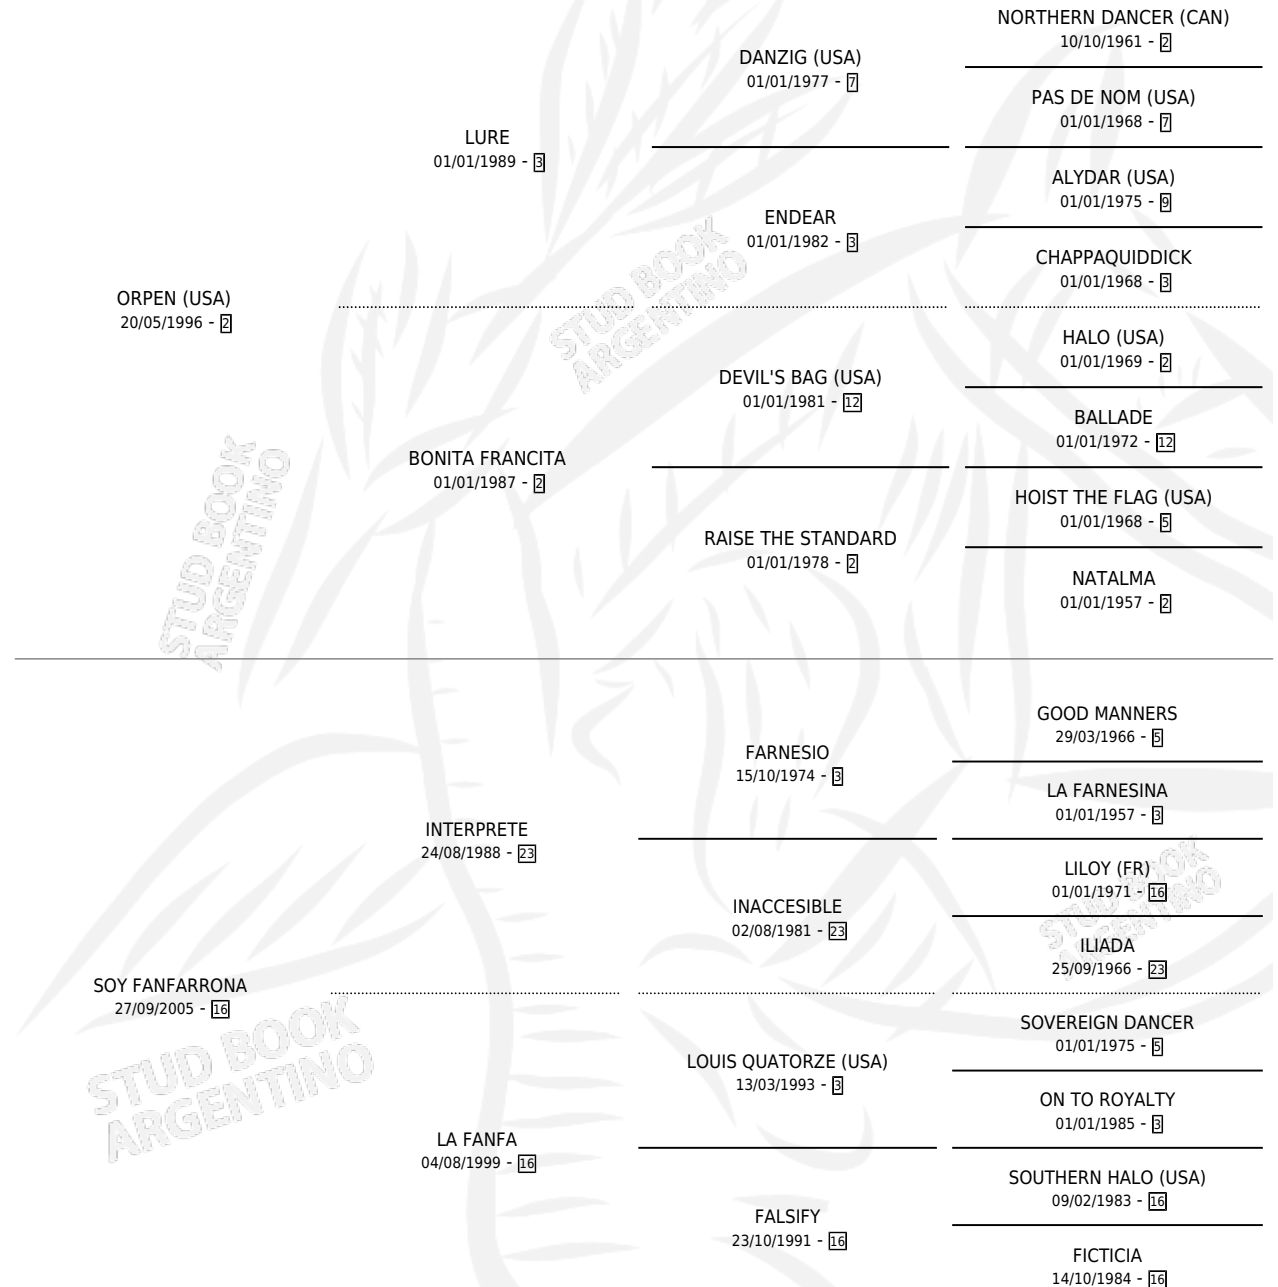 NORTHERN DANCER (CAN)
10/10/1961 - 2
DANZIG (USA)
01/01/1977 - 7
PAS DE NOM (USA)
01/01/1968 - 7
LURE
01/01/1989 - 3
ALYDAR (USA)
01/01/1975 - 9
ENDEAR
01/01/1982 - 3
CHAPPAQUIDDICK
01/01/1968 - 3
ORPEN (USA)
20/05/1996 - 2
HALO (USA)
01/01/1969 - 2
DEVIL'S BAG (USA)
01/01/1981 - 12
BALLADE
01/01/1972 - 12
BONITA FRANCITA
01/01/1987 - 2
HOIST THE FLAG (USA)
01/01/1968 - 5
RAISE THE STANDARD
01/01/1978 - 2
NATALMA
01/01/1957 - 2
GOOD MANNERS
29/03/1966 - 5
FARNESIO
15/10/1974 - 3
LA FARNESINA
01/01/1957 - 3
INTERPRETE
24/08/1988 - 23
LILOY (FR)
01/01/1971 - 16
INACCESIBLE
02/08/1981 - 23
ILIADA
25/09/1966 - 23
SOY FANFARRONA
27/09/2005 - 16
SOVEREIGN DANCER
01/01/1975 - 5
LOUIS QUATORZE (USA)
13/03/1993 - 3
ON TO ROYALTY
01/01/1985 - 3
LA FANFA
04/08/1999 - 16
SOUTHERN HALO (USA)
09/02/1983 - 16
FALSIFY
23/10/1991 - 16
FICTICIA
14/10/1984 - 16
STUD BOOK
ARGENTINO
STUD BOOK
ARGENTINO
STUD BOOK
ARGENTINO
STUD BOOK
ARGENTINO